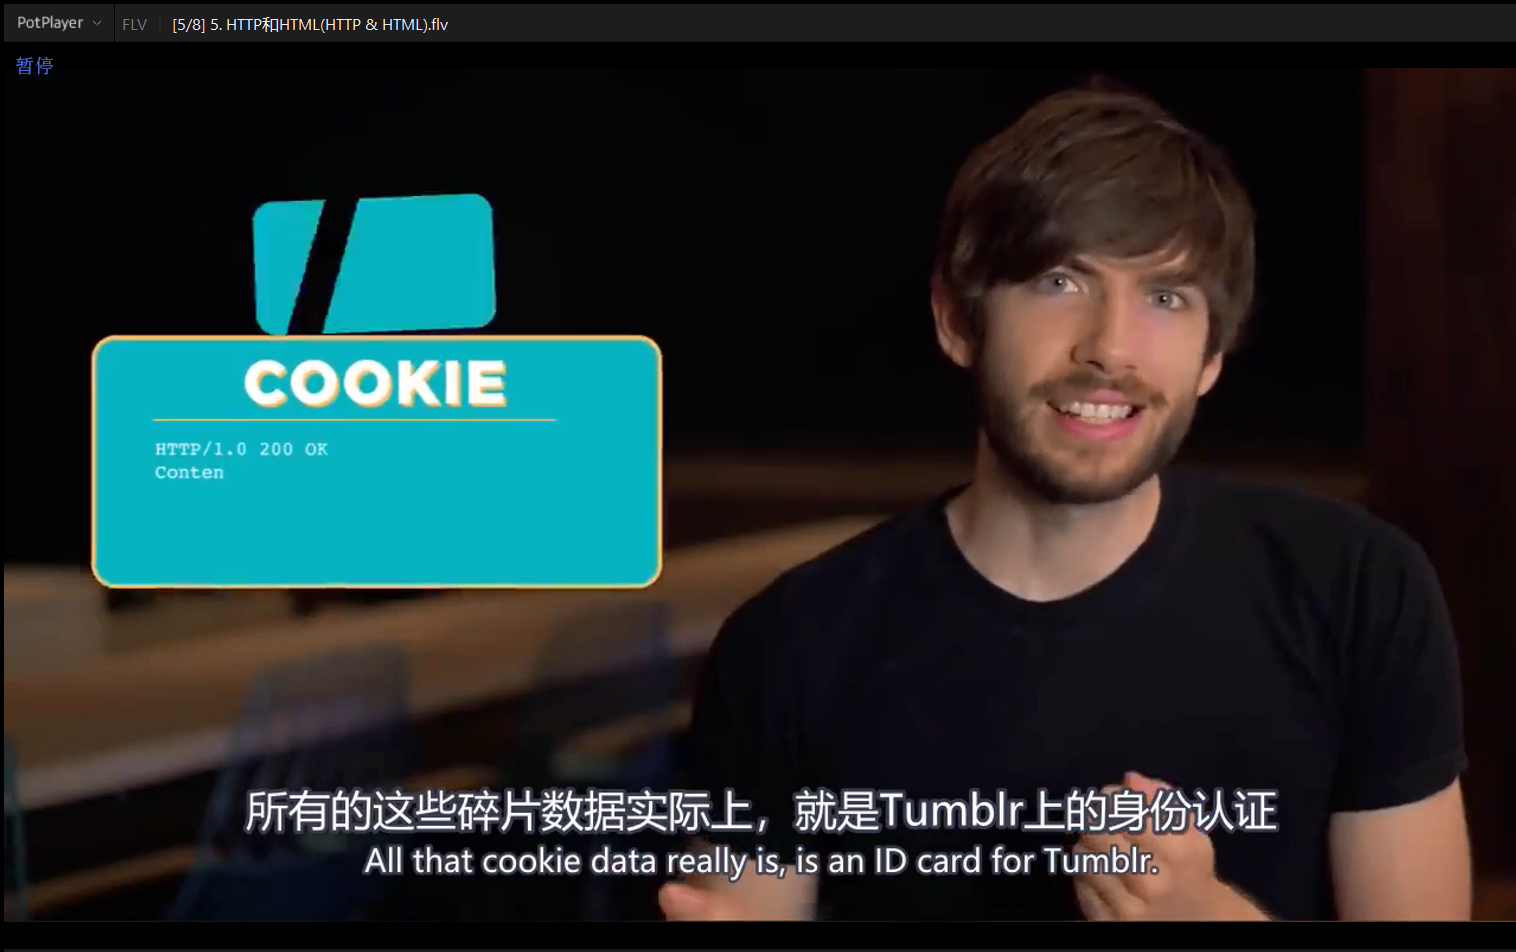 PotPlayer FLV [5/8] 5. HTTP和HTML(HTTP & HTML).flv
暂停
COOKIE
HTTP/1.0 200 OK
Conten
所有的这些碎片数据实际上，就是Tumblr上的身份认证
All that cookie data really is, is an ID card for Tumblr.